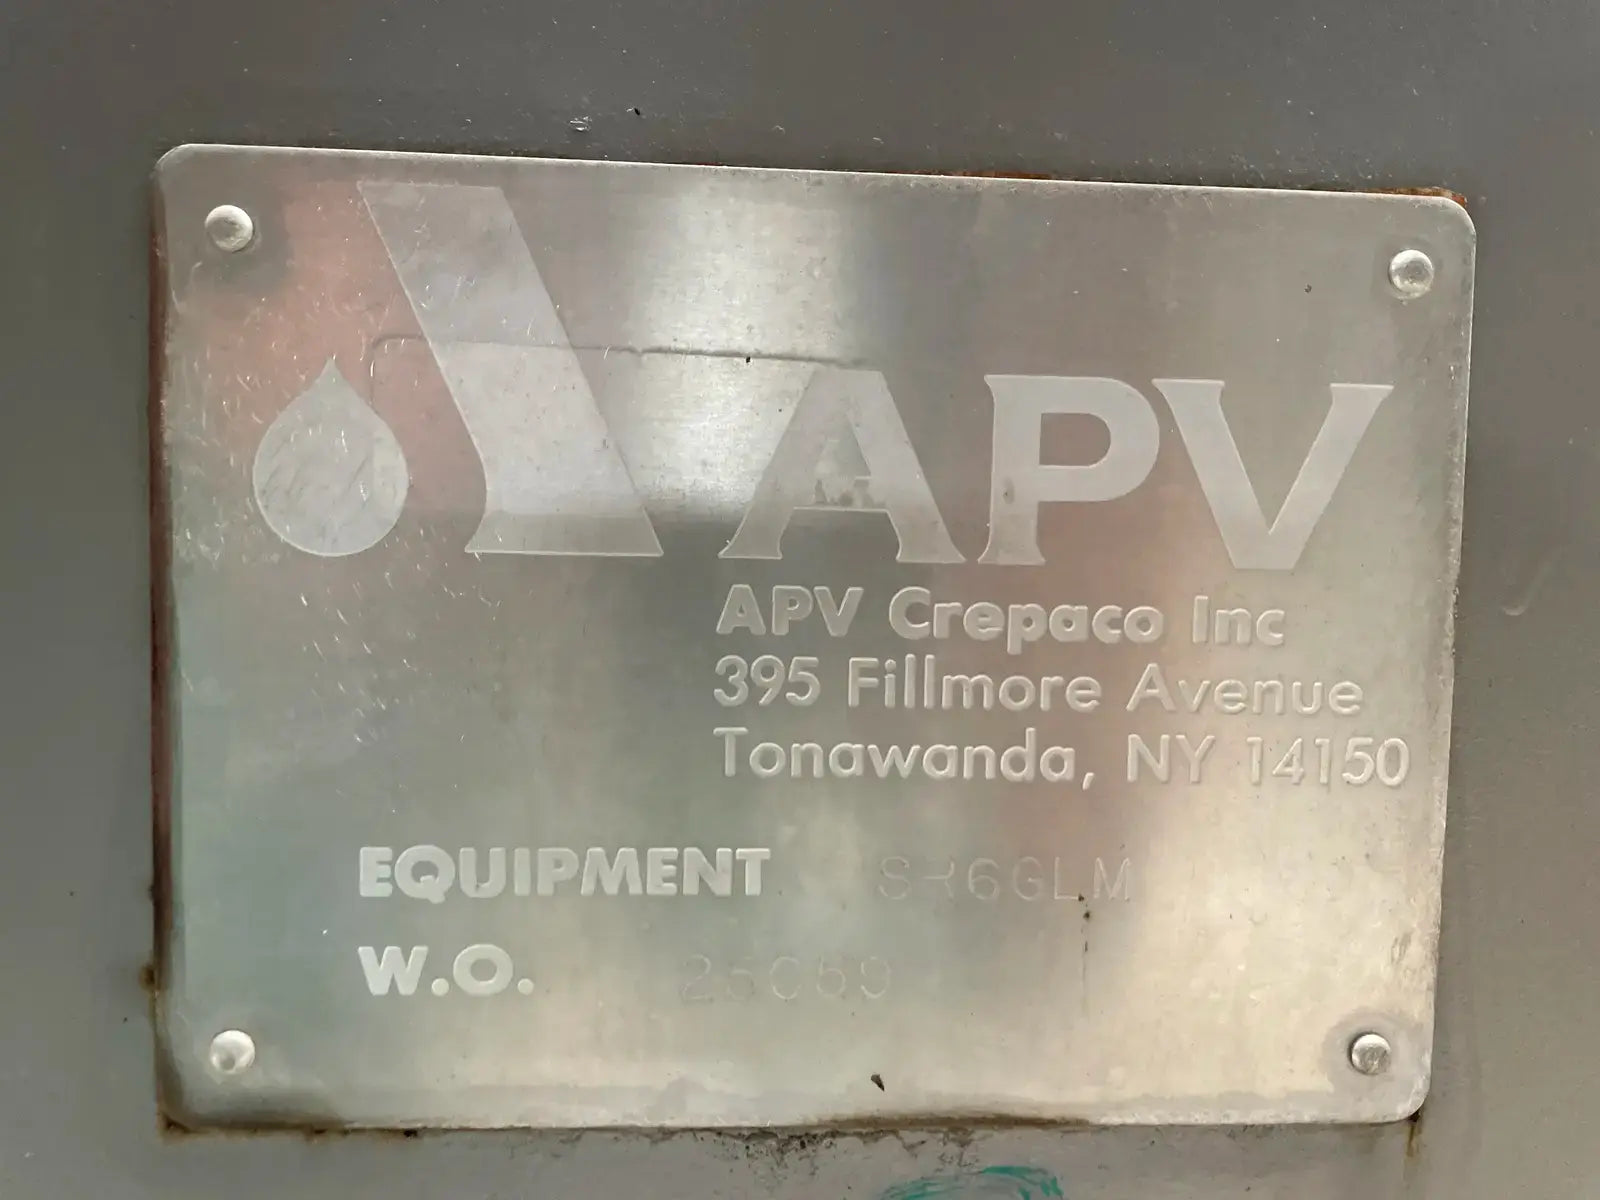 APV
APV Crepaco Inc
395 Fillmore Avenue
Tonawanda, NY 14150
EQUIPMENT SR6GLM
W.O.